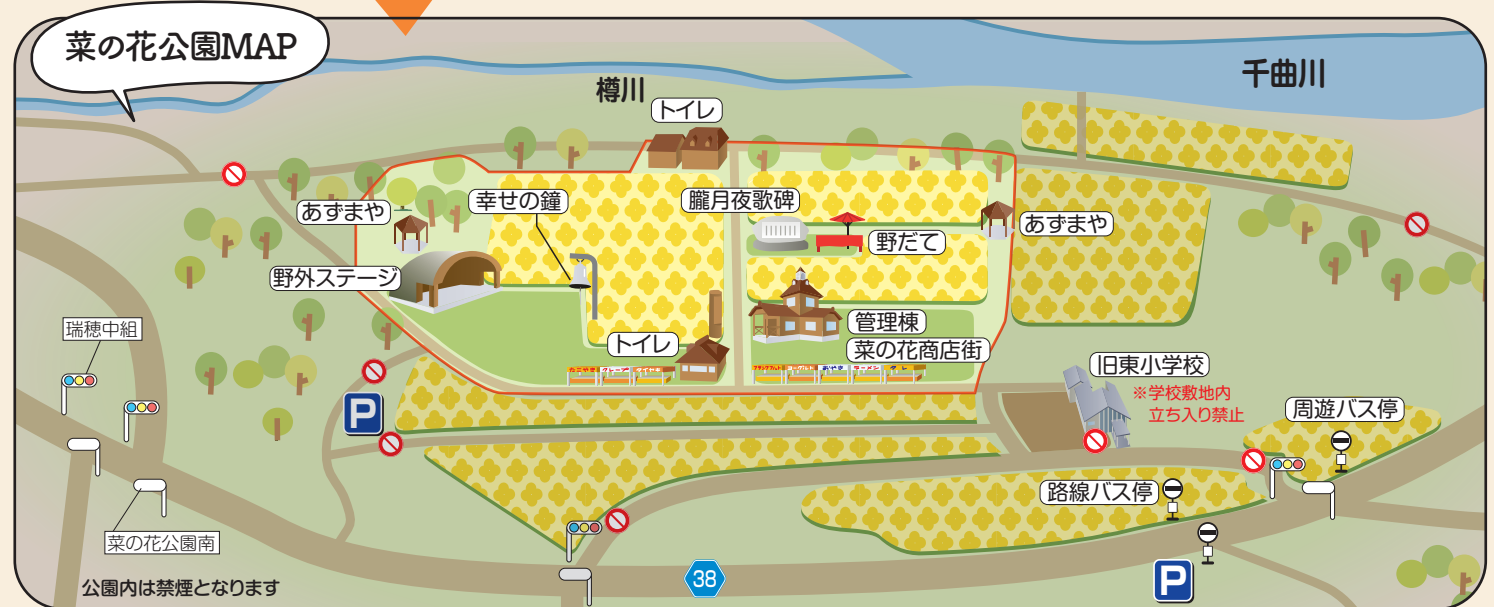 菜の花公園MAP
千曲川
樽川
トイレ
あずまや
幸せの鐘
朧月夜歌碑
野だて
あずまや
野外ステージ
管理棟
瑞穂中組
トイレ
菜の花商店街
旧東小学校
※学校敷地内
立ち入り禁止
P
周遊バス停
路線バス停
菜の花公園南
38
P
公園内は禁煙となります